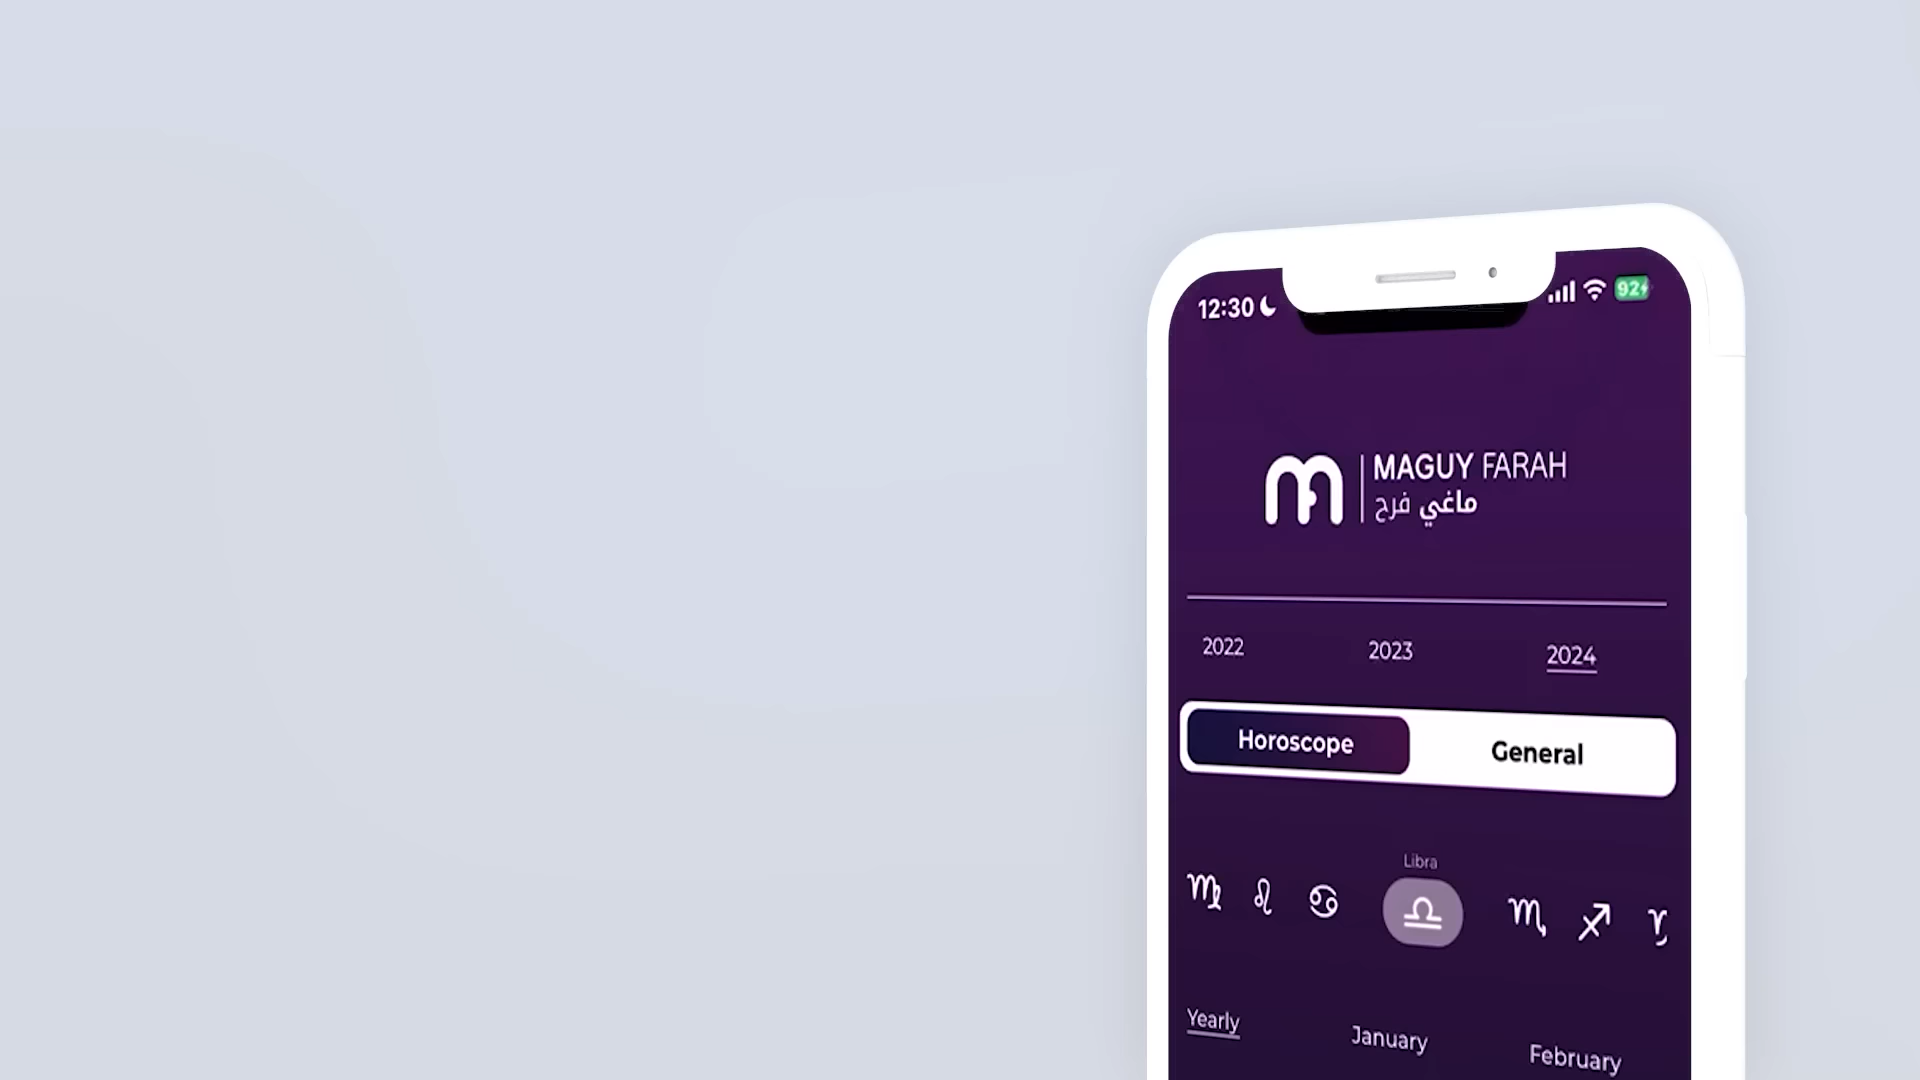 12:30
92
MAGUY FARAH
ماغي فرح
2022 2023 2024
Horoscope General
Libra
♍ ♌ ♋ ♎ ♏ ♐ ♑
Yearly January February